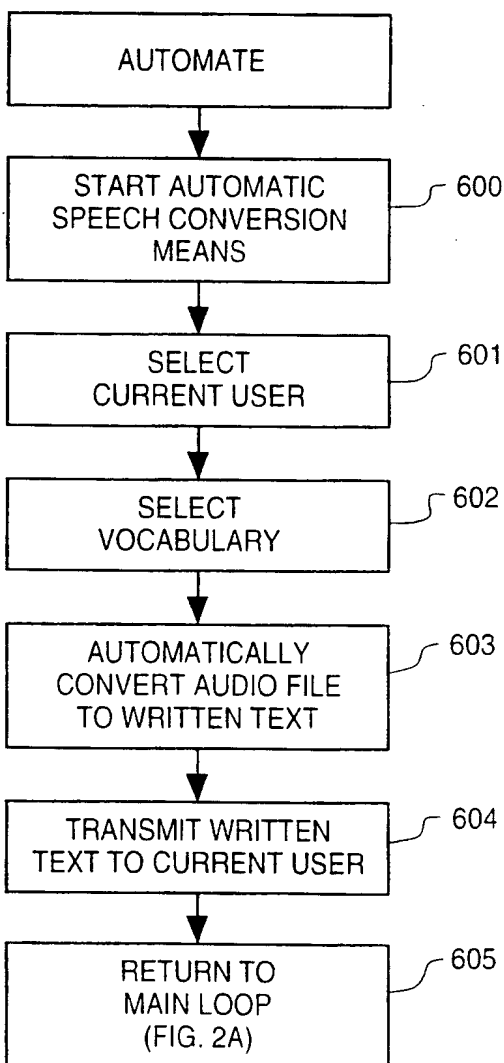 AUTOMATE
START AUTOMATIC
SPEECH CONVERSION
MEANS
600
SELECT
CURRENT USER
601
SELECT
VOCABULARY
602
AUTOMATICALLY
CONVERT AUDIO FILE
TO WRITTEN TEXT
603
TRANSMIT WRITTEN
TEXT TO CURRENT USER
604
RETURN TO
MAIN LOOP
(FIG. 2A)
605